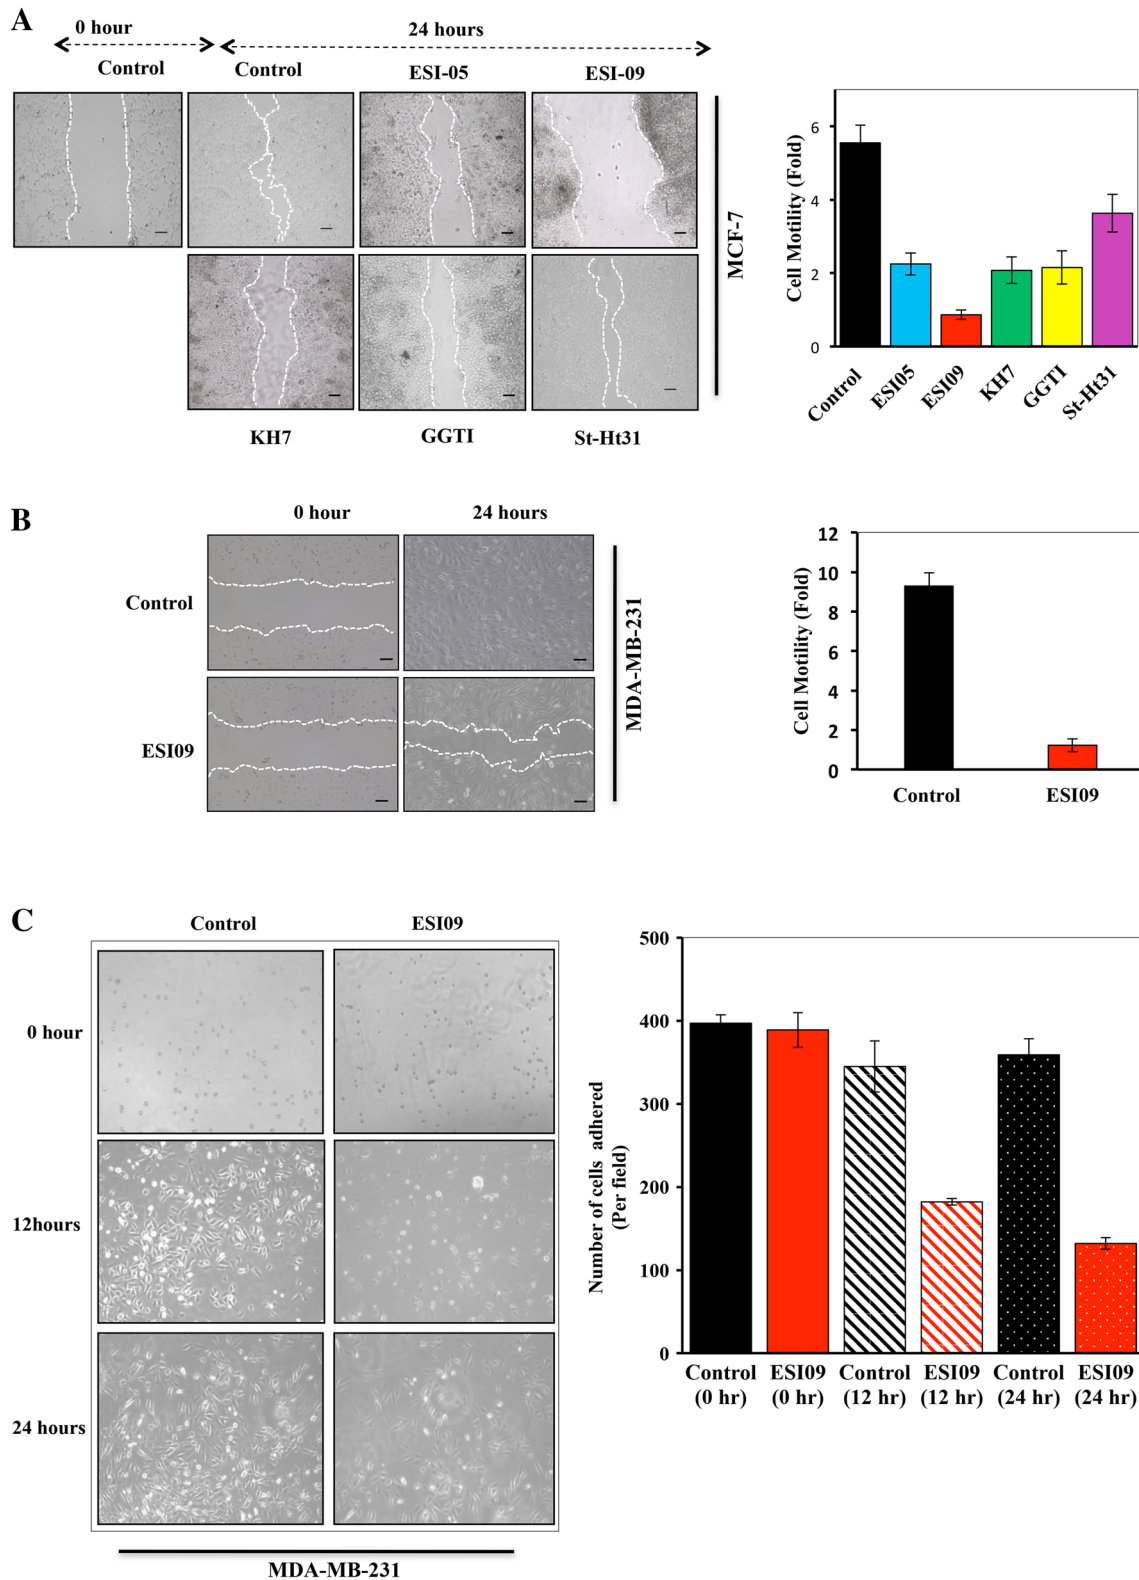 A
0 hour
24 hours
Control
Control
ESI-05
ESI-09
KH7
GGTI
St-Ht31
MCF-7
Cell Motility (Fold)
6
4
2
0
Control
ESI05
ESI09
KH7
GGTI
St-Ht31
B
0 hour
24 hours
Control
ESI09
MDA-MB-231
Cell Motility (Fold)
12
10
8
6
4
2
0
Control
ESI09
C
Control
ESI09
0 hour
12hours
24 hours
MDA-MB-231
Number of cells adhered
(Per field)
500
400
300
200
100
0
Control
(0 hr)
ESI09
(0 hr)
Control
(12 hr)
ESI09
(12 hr)
Control
(24 hr)
ESI09
(24 hr)